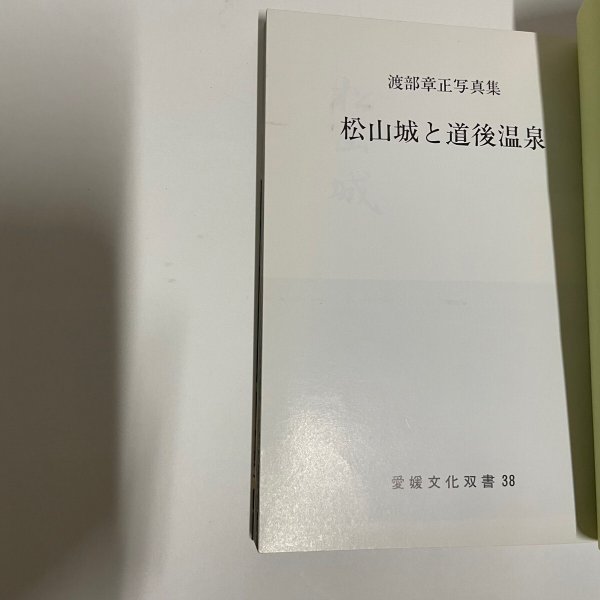 渡部章正写真集
松山城と道後温泉
愛媛文化双書 38